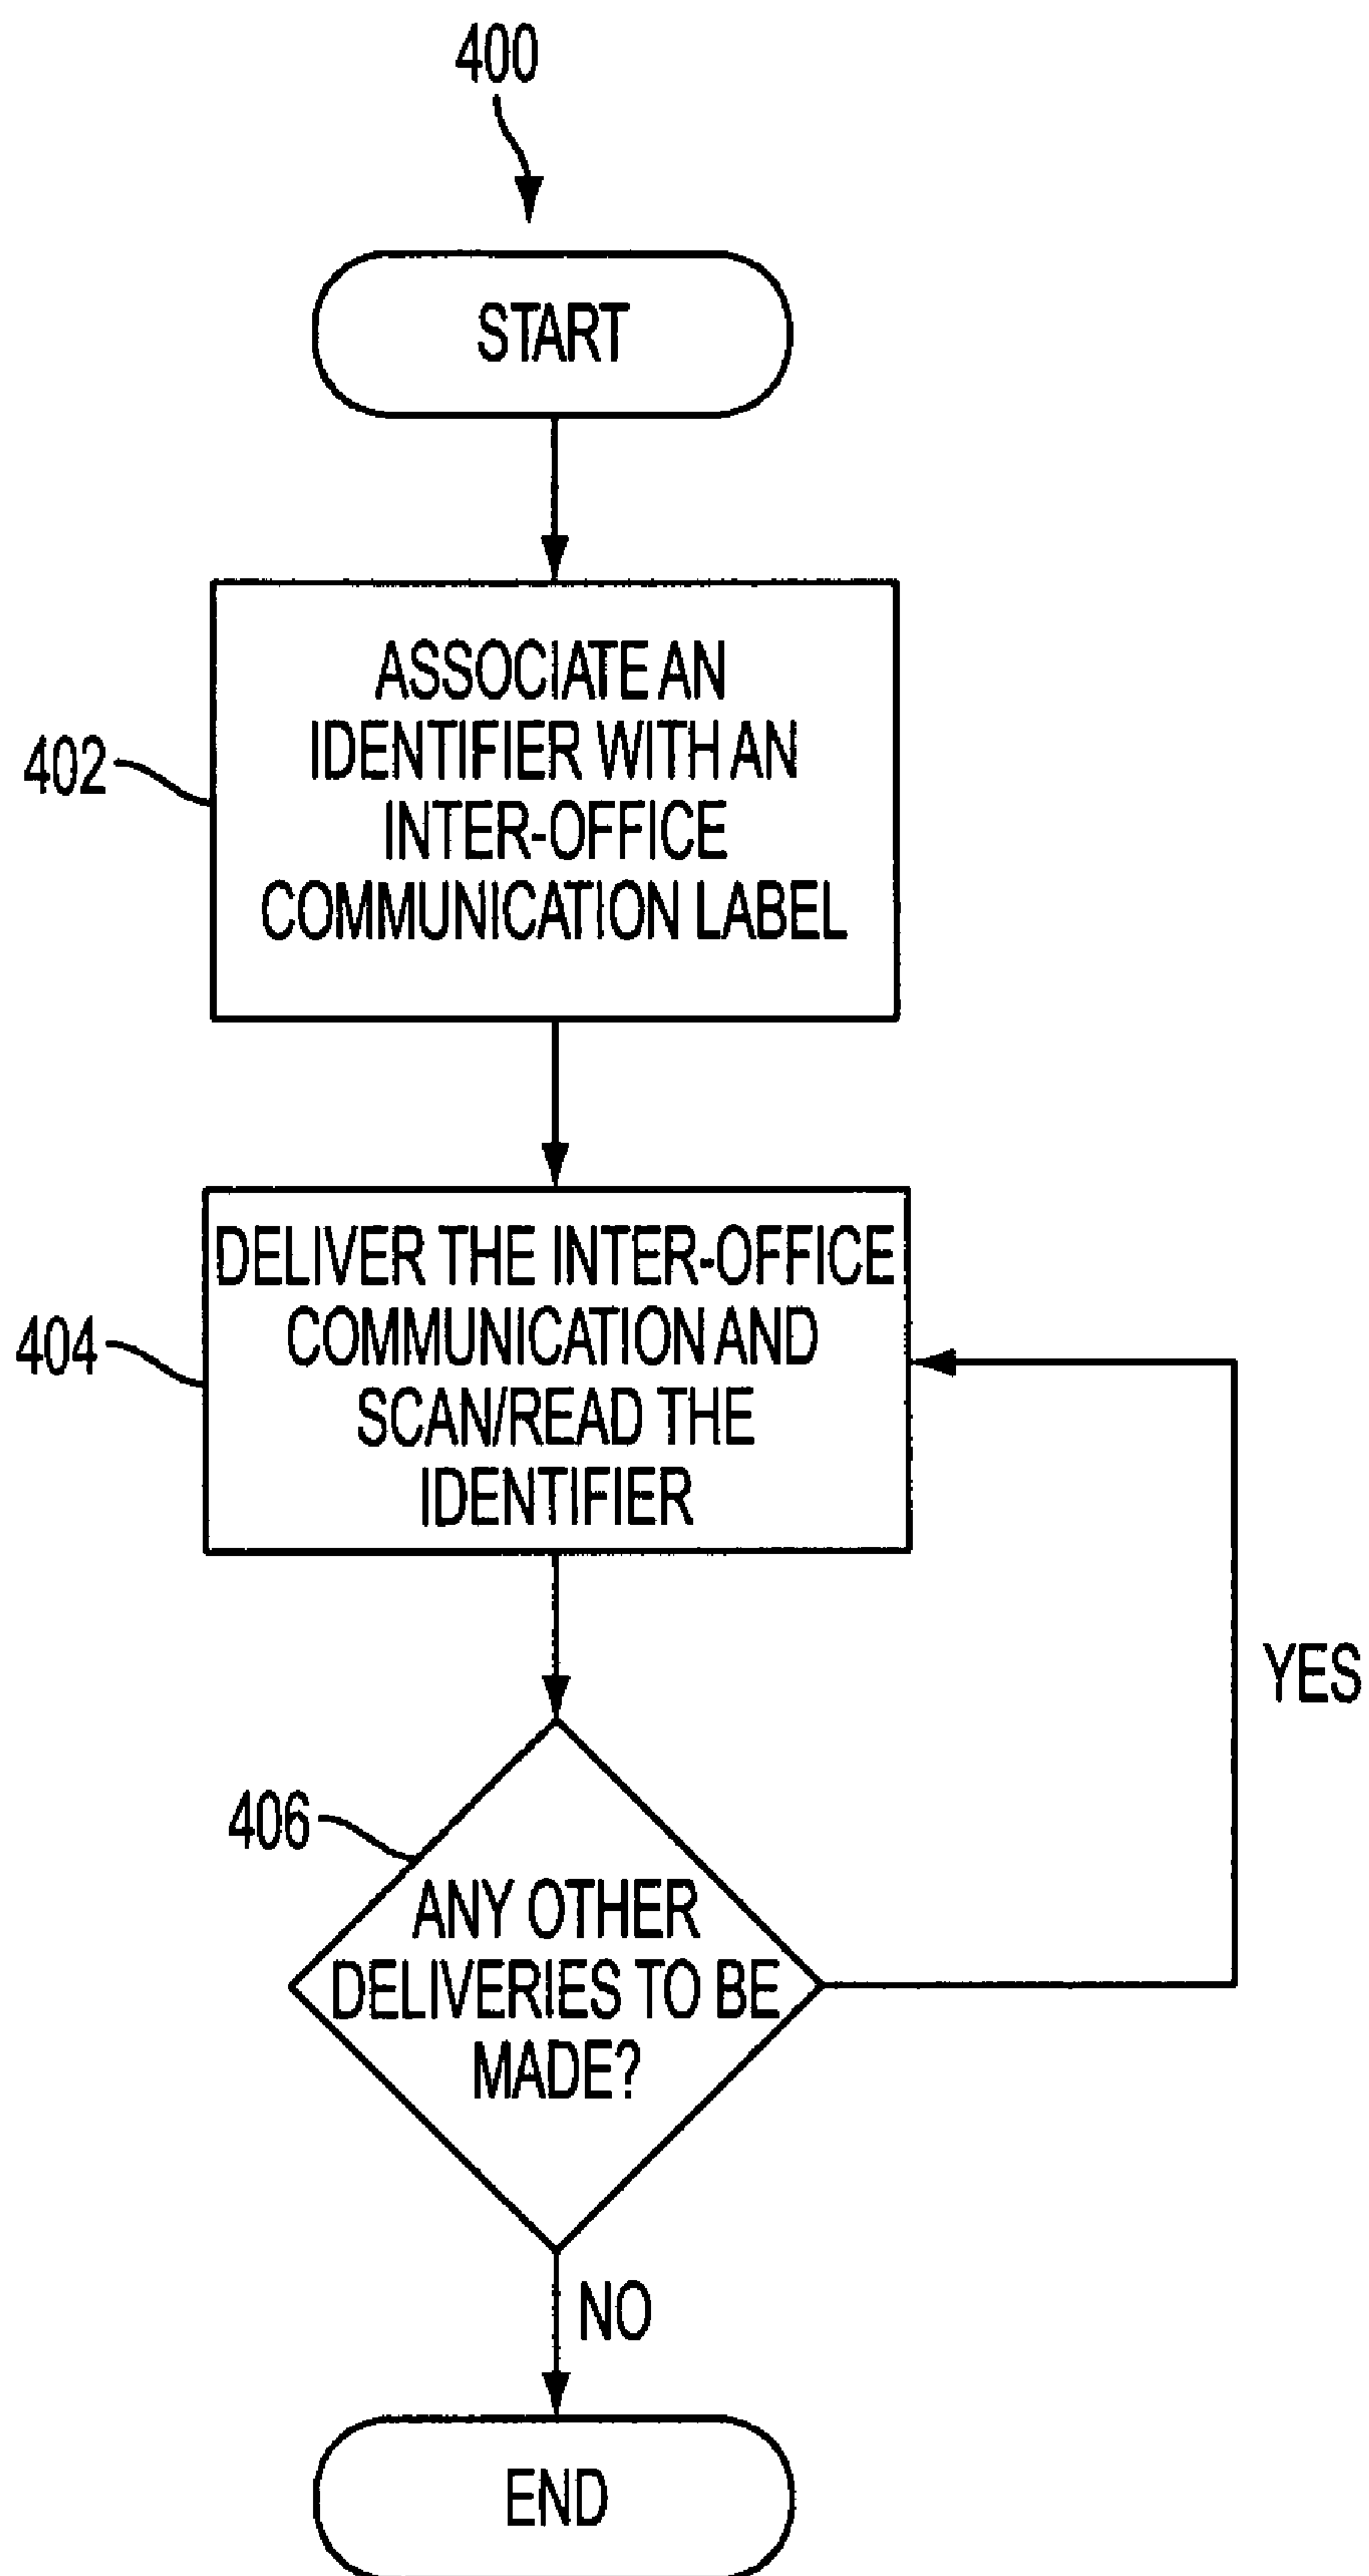 400
START
402
ASSOCIATE AN
IDENTIFIER WITH AN
INTER-OFFICE
COMMUNICATION LABEL
404
DELIVER THE INTER-OFFICE
COMMUNICATION AND
SCAN/READ THE
IDENTIFIER
YES
406
ANY OTHER
DELIVERIES TO BE
MADE?
NO
END